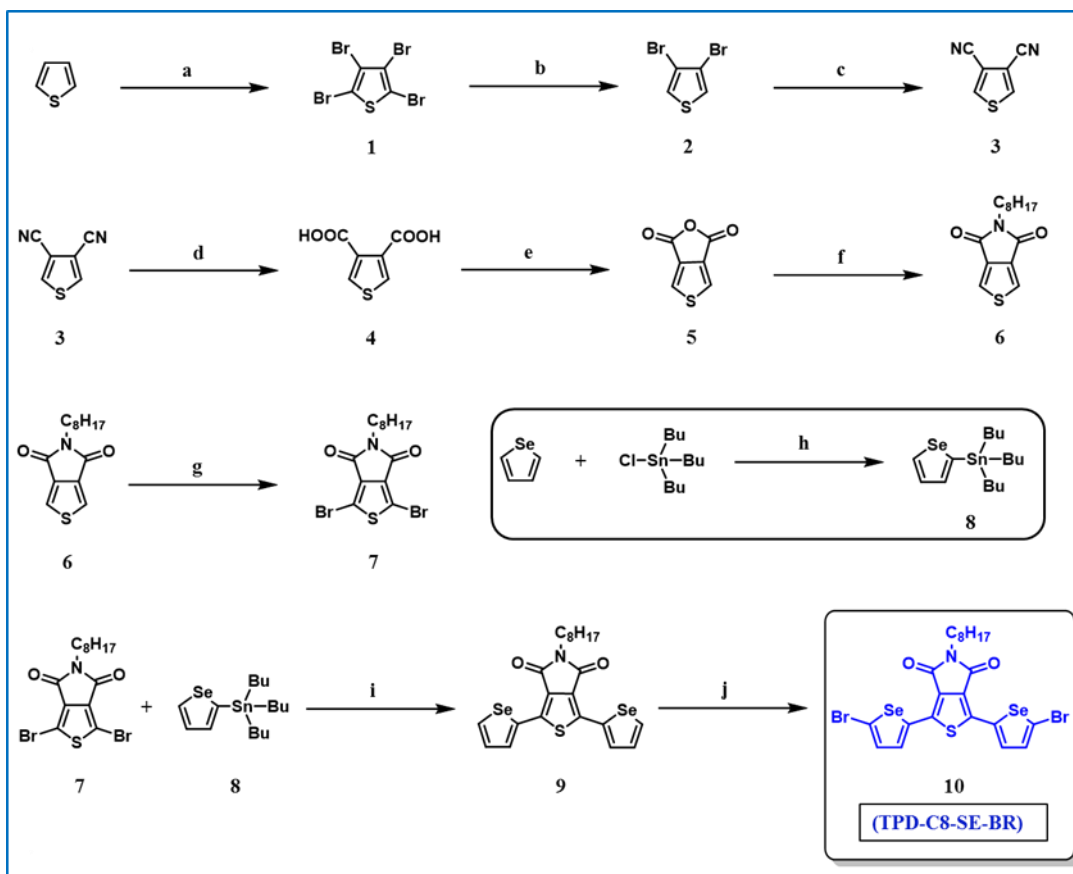 a b c
Br Br NC CN
Br Br
S Br S Br S S
1 2 3
C8H17
NC CN HOOC COOH O O O O N O
d e f
S S S S
3 4 5 6
C8H17 C8H17
O N O O N O
g
S Br S Br
6 7
Se + Cl Sn Bu Bu Bu h Se Sn Bu Bu Bu
8
C8H17 C8H17 C8H17
O N O + Se Sn Bu Bu Bu i O N O j O N O
Br S Br Se S Se Br Se S Se Br
7 8 9 10
(TPD-C8-SE-BR)